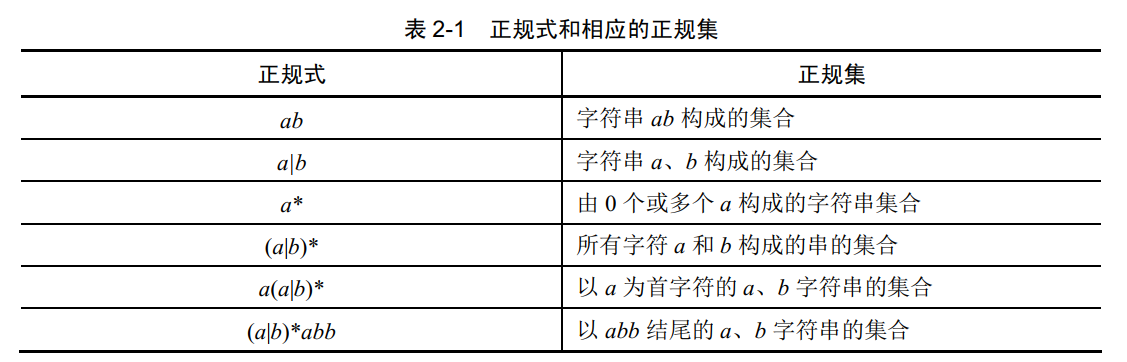 表 2-1 正规式和相应的正规集
正规式 正规集
ab 字符串 ab 构成的集合
a|b 字符串 a、b 构成的集合
a* 由 0 个或多个 a 构成的字符串集合
(a|b)* 所有字符 a 和 b 构成的串的集合
a(a|b)* 以 a 为首字符的 a、b 字符串的集合
(a|b)*abb 以 abb 结尾的 a、b 字符串的集合